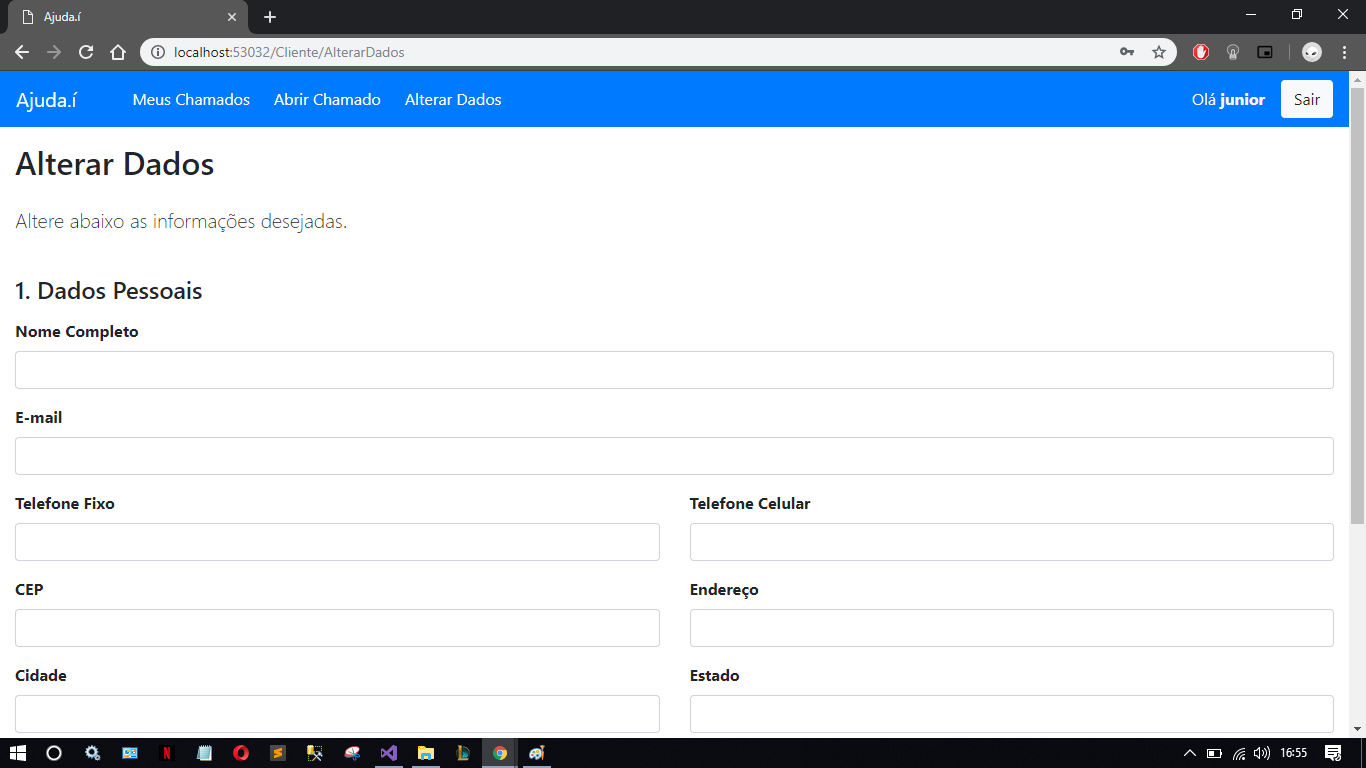 Ajuda.í
localhost:53032/Cliente/AlterarDados
Ajuda.í Meus Chamados Abrir Chamado Alterar Dados Olá junior Sair
Alterar Dados
Altere abaixo as informações desejadas.
1. Dados Pessoais
Nome Completo
E-mail
Telefone Fixo Telefone Celular
CEP Endereço
Cidade Estado
16:55